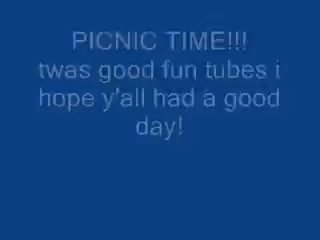 PICNIC TIME!!!
twas good fun tubes i
hope y'all had a good
day!